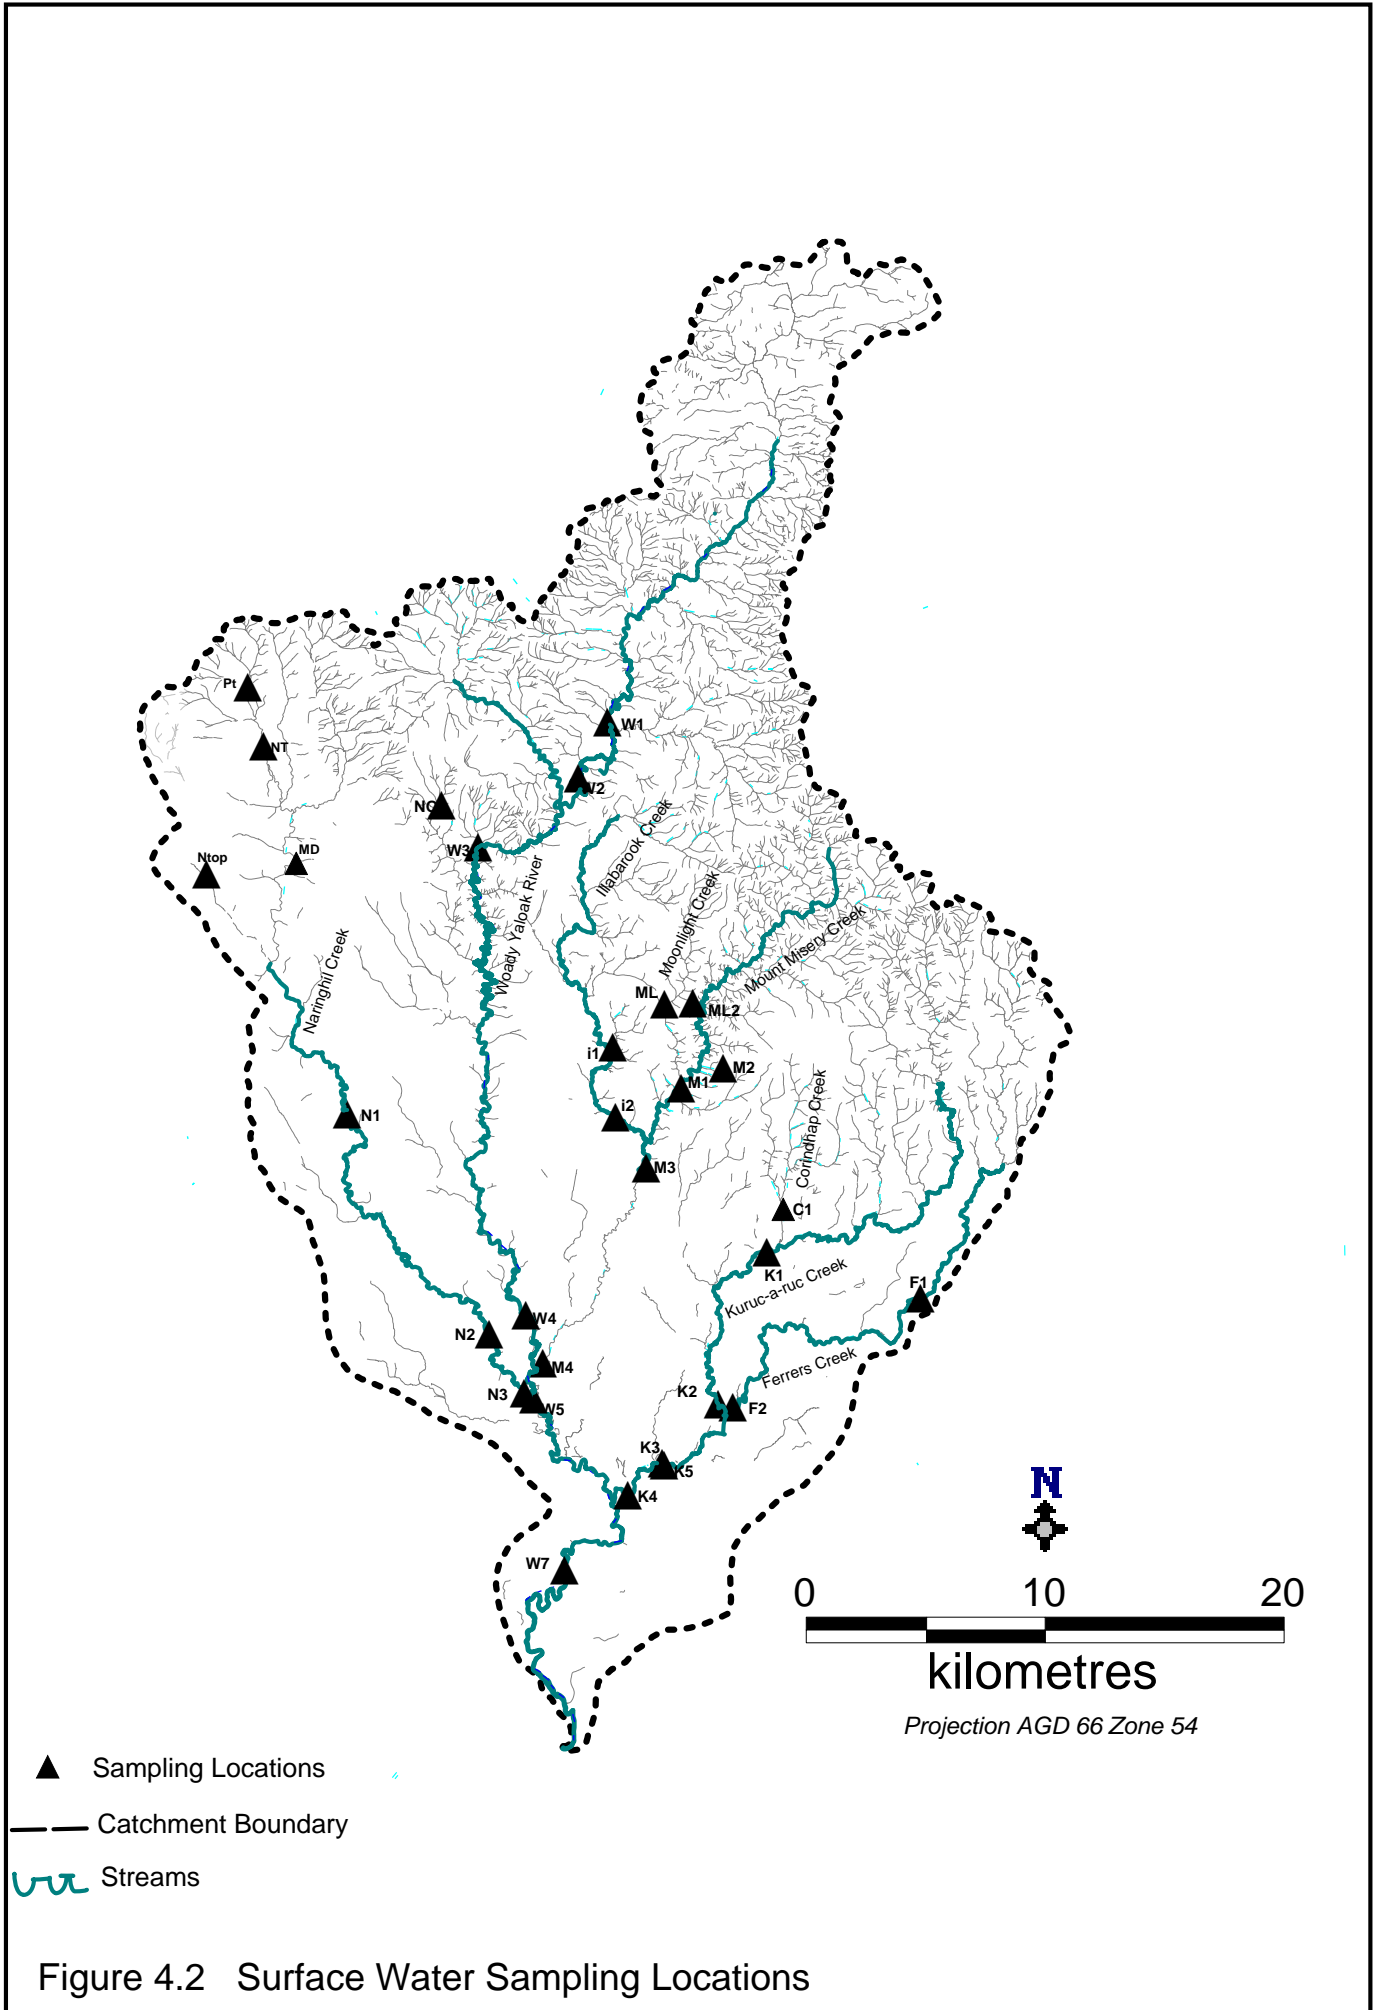 Pt
NT
W1
W2
NG
W3
MD
Ntop
Illabarook Creek
Woady Yaloak River
Moonlight Creek
Mount Misery Creek
Naringhil Creek
ML
ML2
i1
M2
M1
i2
N1
Corindhap Creek
M3
C1
K1
Kuruc-a-ruc Creek
F1
W4
N2
M4
Ferrers Creek
N3
W5
K2
F2
K3
K5
K4
W7
N
0 10 20
kilometres
Projection AGD 66 Zone 54
Sampling Locations
Catchment Boundary
Streams
Figure 4.2 Surface Water Sampling Locations